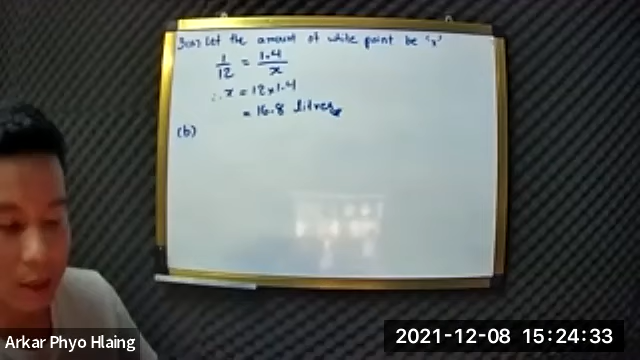 3(a) Let the amount of white paint be 'x'
1/12 = 1.4/x
∴ x = 12 × 1.4
= 16.8 litres
(b)
Arkar Phyo Hlaing
2021-12-08 15:24:33